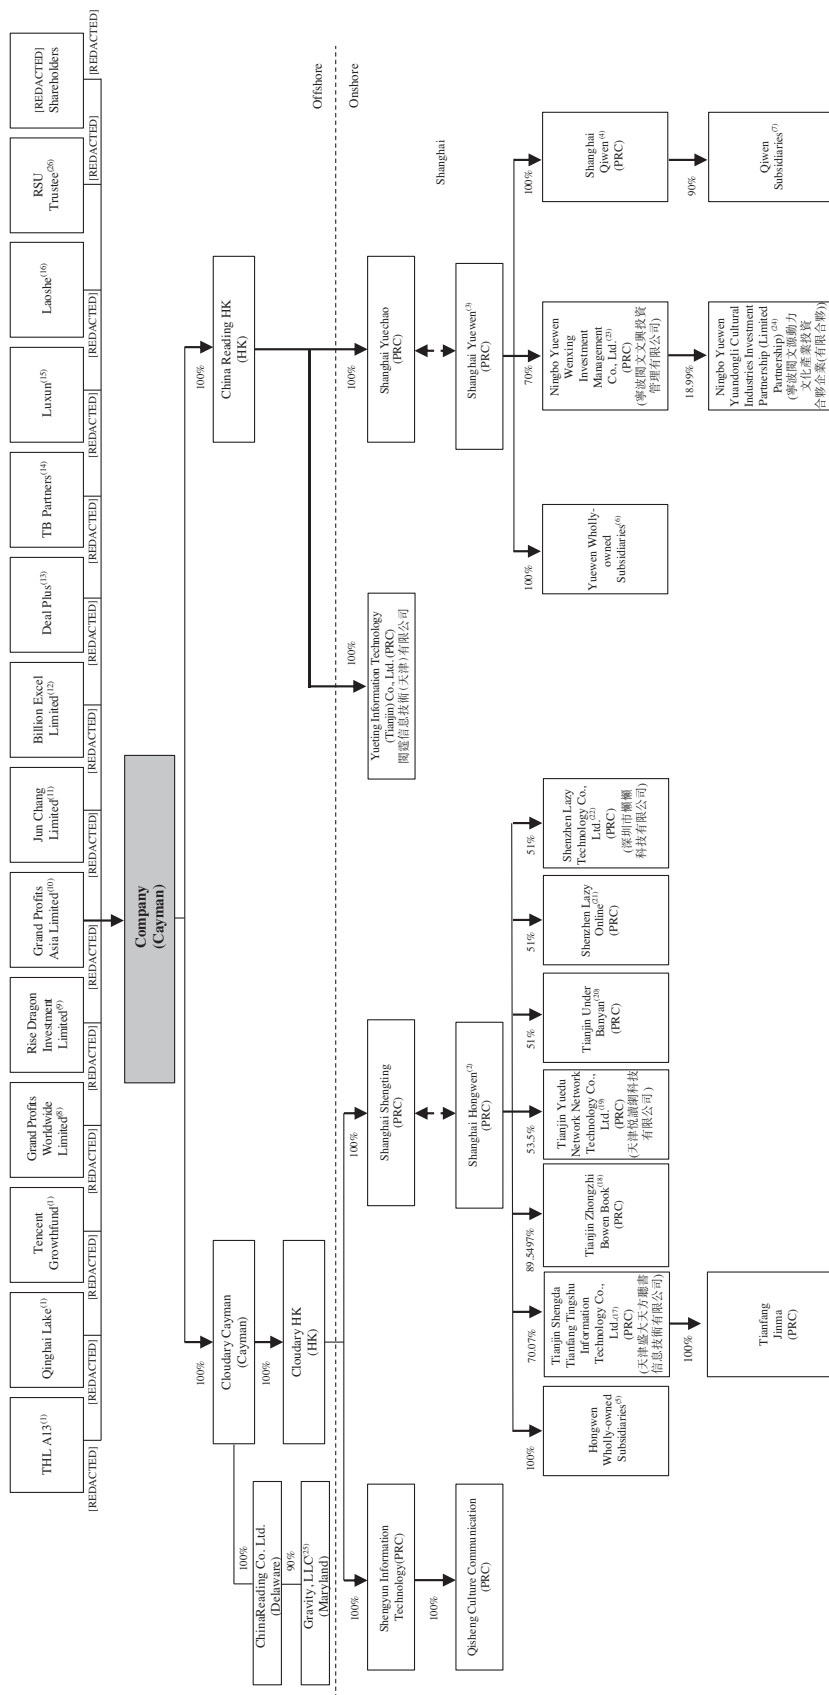 THL A13(1)
Qinghai Lake(1)
Tencent
Growthfund(1)
Grand Profits
Worldwide
Limited(8)
Rise Dragon
Investment
Limited(9)
Grand Profits
Asia Limited(10)
Jun Chang
Limited(11)
Billion Excel
Limited(12)
Deal Plus(13)
TB Partners(14)
Luxun(15)
Laoshe(16)
RSU
Trustee(26)
[REDACTED]
Shareholders
[REDACTED]
[REDACTED]
[REDACTED]
[REDACTED]
[REDACTED]
[REDACTED]
[REDACTED]
[REDACTED]
[REDACTED]
[REDACTED]
[REDACTED]
[REDACTED]
[REDACTED]
[REDACTED]
Company
(Cayman)
100%
100%
Cloudary Cayman
(Cayman)
China Reading HK
(HK)
100%
100%
ChinaReading Co. Ltd.
(Delaware)
Cloudary HK
(HK)
90%
Gravity, LLC(25)
(Maryland)
Offshore
Onshore
100%
100%
100%
100%
Shengyun Information
Technology(PRC)
Shanghai Shengting
(PRC)
Yueting Information Technology
(Tianjin) Co., Ltd. (PRC)
閱霆信息技術(天津)有限公司
Shanghai Yuechao
(PRC)
Shanghai
100%
Qisheng Culture Communication
(PRC)
Shanghai Hongwen(2)
(PRC)
Shanghai Yuewen(3)
(PRC)
100%
70.07%
89.5497%
53.5%
51%
51%
51%
100%
70%
100%
Hongwen
Wholly-owned
Subsidiaries(5)
Tianjin Shengda
Tianfang Tingshu
Information
Technology Co.,
Ltd.(17)
(PRC)
(天津盛大天方聽書
信息技術有限公司)
Tianjin Zhongzhi
Bowen Book(18)
(PRC)
Tianjin Yuedu
Network Network
Technology Co.,
Ltd.(19)
(PRC)
(天津悅讀網科技
有限公司)
Tianjin Under
Banyan(20)
(PRC)
Shenzhen Lazy
Online(21)
(PRC)
Shenzhen Lazy
Technology Co.,
Ltd.(22)
(PRC)
(深圳市懶懶
科技有限公司)
Yuewen Wholly-
owned
Subsidiaries(6)
Ningbo Yuewen
Wenxing
Investment
Management
Co., Ltd.(23)
(PRC)
(寧波閱文文興投資
管理有限公司)
Shanghai
Qiwen(4)
(PRC)
100%
18.99%
90%
Tianfang
Jinma
(PRC)
Ningbo Yuewen
Yuandongli Cultural
Industries Investment
Partnership (Limited
Partnership)(24)
(寧波閱文源動力
文化產業投資
合夥企業(有限合夥))
Qiwen
Subsidiaries(7)